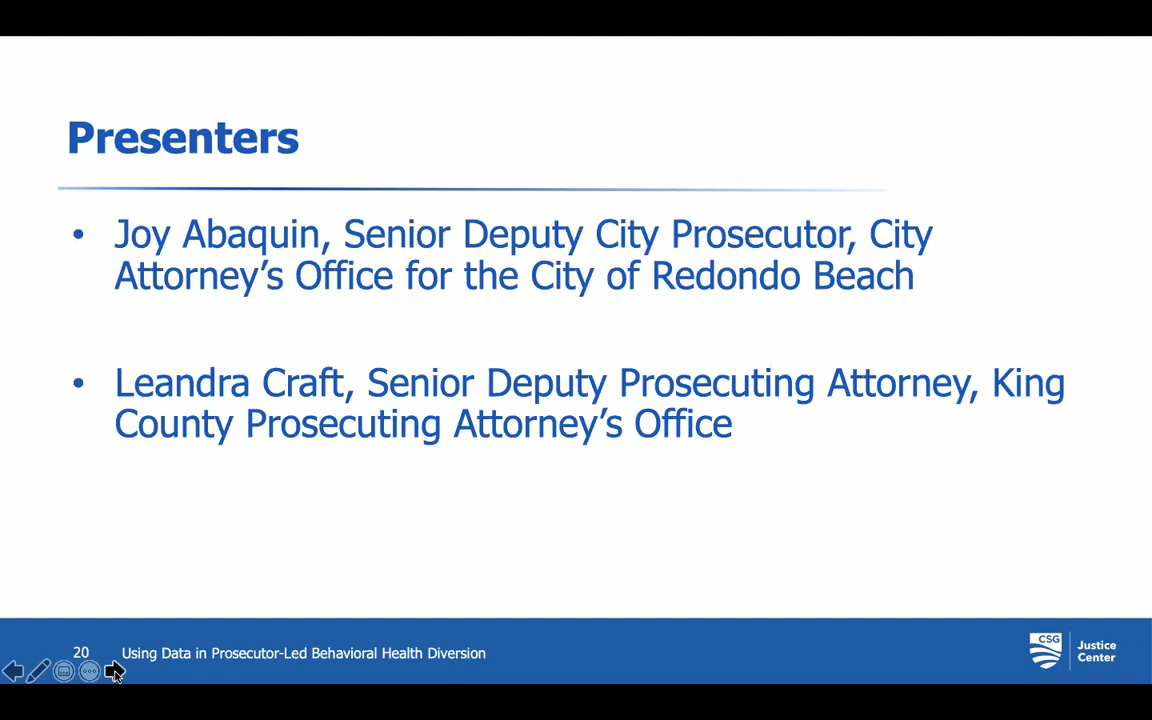 Presenters
• Joy Abaquin, Senior Deputy City Prosecutor, City
Attorney’s Office for the City of Redondo Beach
• Leandra Craft, Senior Deputy Prosecuting Attorney, King
County Prosecuting Attorney’s Office
20 Using Data in Prosecutor-Led Behavioral Health Diversion
CSG
Justice
Center